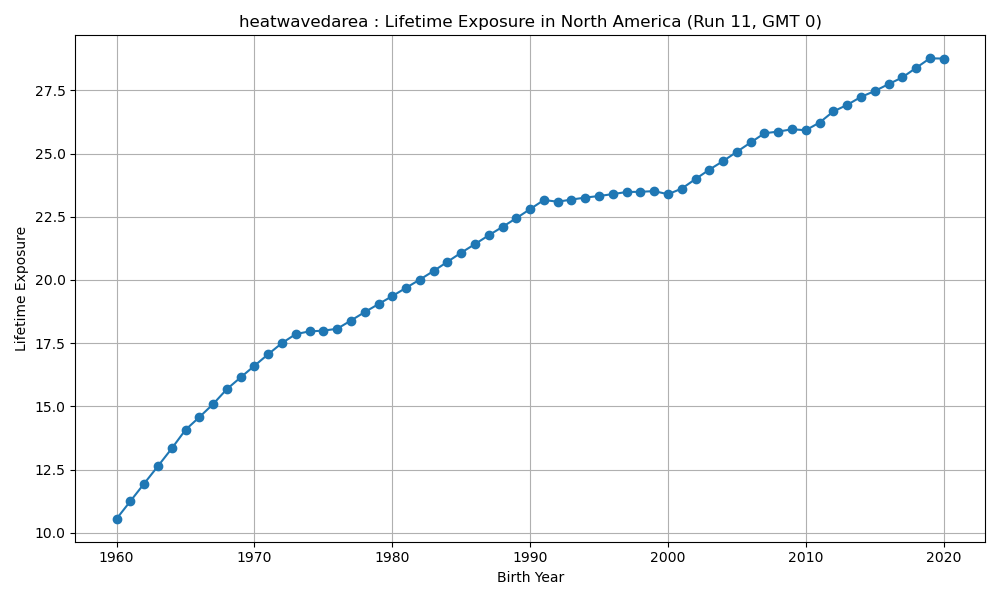 heatwavedarea : Lifetime Exposure in North America (Run 11, GMT 0)
Lifetime Exposure
27.5
25.0
22.5
20.0
17.5
15.0
12.5
10.0
1960 1970 1980 1990 2000 2010 2020
Birth Year